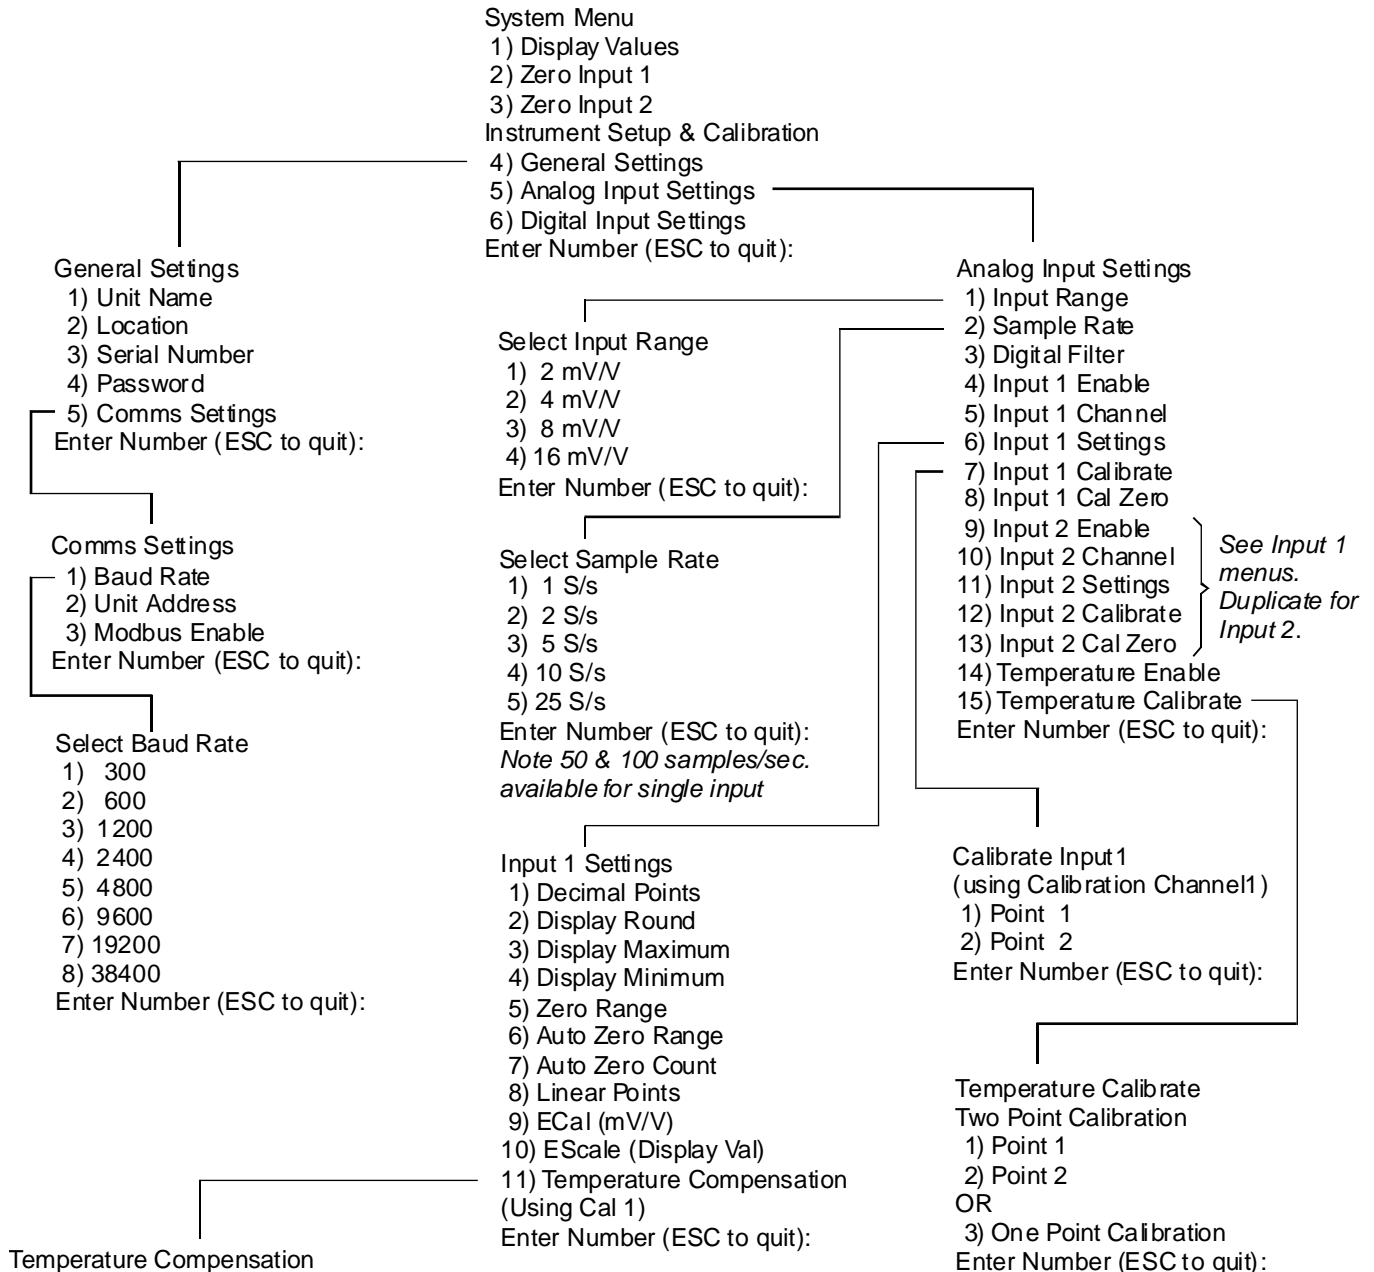 System Menu
1) Display Values
2) Zero Input 1
3) Zero Input 2
Instrument Setup & Calibration
4) General Settings
5) Analog Input Settings
6) Digital Input Settings
Enter Number (ESC to quit):
General Settings
1) Unit Name
2) Location
3) Serial Number
4) Password
5) Comms Settings
Enter Number (ESC to quit):
Comms Settings
1) Baud Rate
2) Unit Address
3) Modbus Enable
Enter Number (ESC to quit):
Select Baud Rate
1) 300
2) 600
3) 1200
4) 2400
5) 4800
6) 9600
7) 19200
8) 38400
Enter Number (ESC to quit):
Select Input Range
1) 2 mV/V
2) 4 mV/V
3) 8 mV/V
4) 16 mV/V
Enter Number (ESC to quit):
Select Sample Rate
1) 1 S/s
2) 2 S/s
3) 5 S/s
4) 10 S/s
5) 25 S/s
Enter Number (ESC to quit):
Note 50 & 100 samples/sec.
available for single input
Input 1 Settings
1) Decimal Points
2) Display Round
3) Display Maximum
4) Display Minimum
5) Zero Range
6) Auto Zero Range
7) Auto Zero Count
8) Linear Points
9) ECal (mV/V)
10) EScale (Display Val)
11) Temperature Compensation
(Using Cal 1)
Enter Number (ESC to quit):
Temperature Compensation
Analog Input Settings
1) Input Range
2) Sample Rate
3) Digital Filter
4) Input 1 Enable
5) Input 1 Channel
6) Input 1 Settings
7) Input 1 Calibrate
8) Input 1 Cal Zero
9) Input 2 Enable
10) Input 2 Channel
11) Input 2 Settings
12) Input 2 Calibrate
13) Input 2 Cal Zero
14) Temperature Enable
15) Temperature Calibrate
Enter Number (ESC to quit):
See Input 1
menus.
Duplicate for
Input 2.
Calibrate Input1
(using Calibration Channel1)
1) Point 1
2) Point 2
Enter Number (ESC to quit):
Temperature Calibrate
Two Point Calibration
1) Point 1
2) Point 2
OR
3) One Point Calibration
Enter Number (ESC to quit):